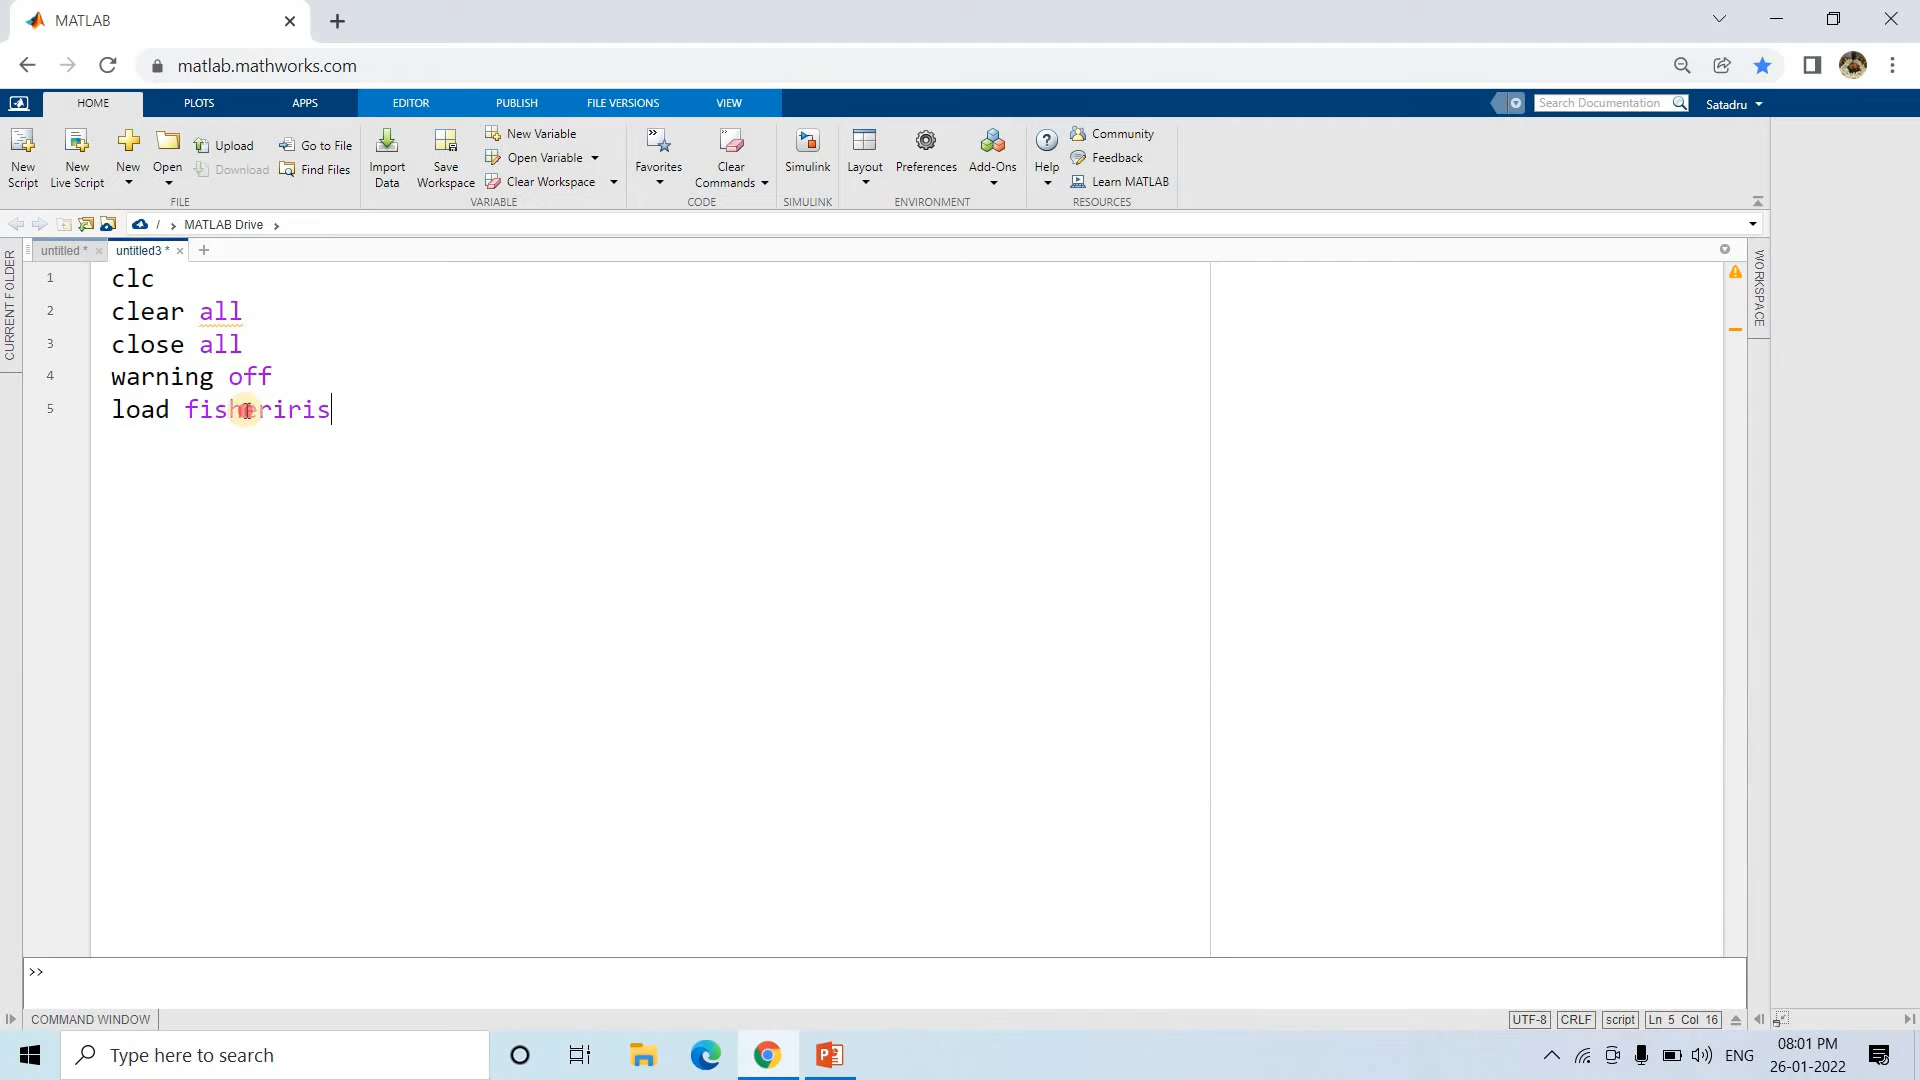 MATLAB
matlab.mathworks.com
HOME PLOTS APPS EDITOR PUBLISH FILE VERSIONS VIEW
Search Documentation
Satadru
New Script
New Live Script
New
Open
Upload
Download
Go to File
Find Files
FILE
Import Data
Save Workspace
New Variable
Open Variable
Clear Workspace
VARIABLE
Favorites
Clear Commands
CODE
Simulink
SIMULINK
Layout
Preferences
Add-Ons
ENVIRONMENT
Help
Community
Feedback
Learn MATLAB
RESOURCES
/ > MATLAB Drive >
CURRENT FOLDER
WORKSPACE
untitled * untitled3 *
1 clc
2 clear all
3 close all
4 warning off
5 load fisheriris
>>
COMMAND WINDOW
UTF-8 CRLF script Ln 5 Col 16
Type here to search
ENG
08:01 PM
26-01-2022